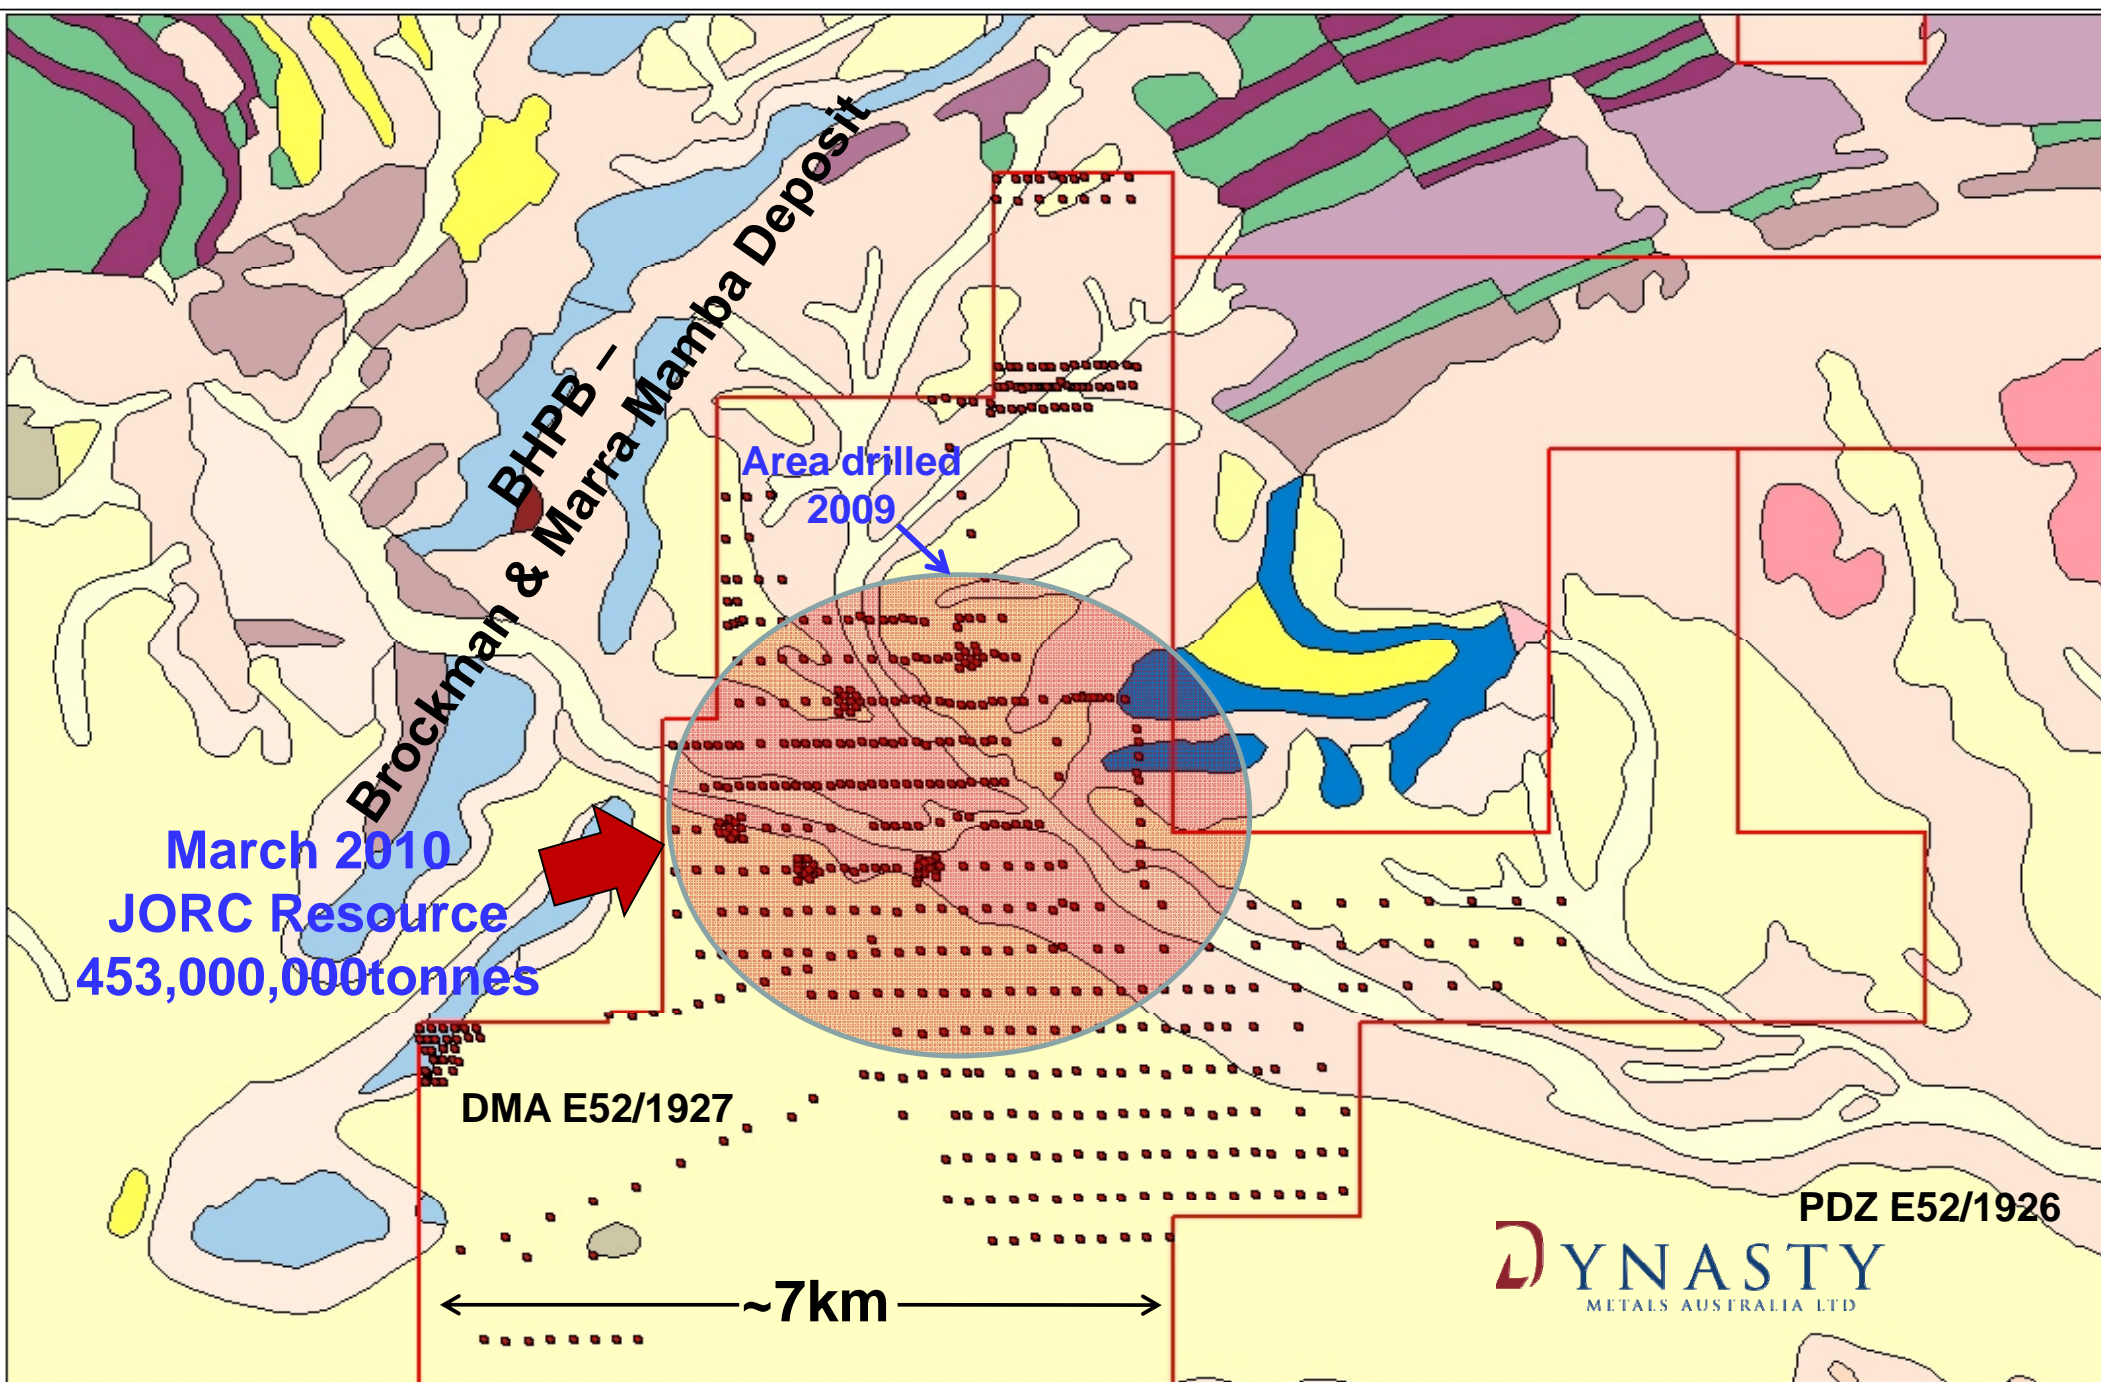 BHPB –
Brockman & Marra Mamba Deposit
Area drilled
2009
March 2010
JORC Resource
453,000,000tonnes
DMA E52/1927
PDZ E52/1926
~7km
DYNASTY
METALS AUSTRALIA LTD